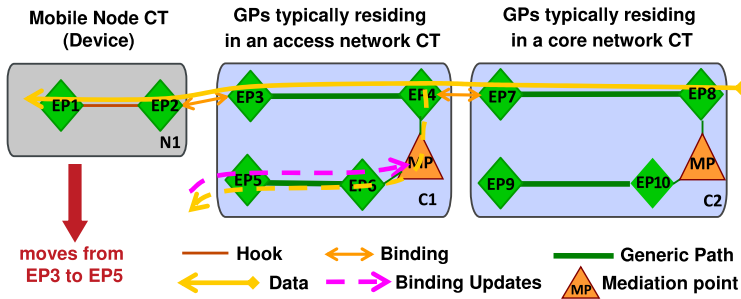 Mobile Node CT
(Device)
GPs typically residing
in an access network CT
GPs typically residing
in a core network CT
EP1
EP2
N1
EP3
EP4
MP
EP5
EP6
C1
EP7
EP8
MP
EP9
EP10
C2
moves from
EP3 to EP5
Hook
Binding
Generic Path
Data
Binding Updates
MP
Mediation point